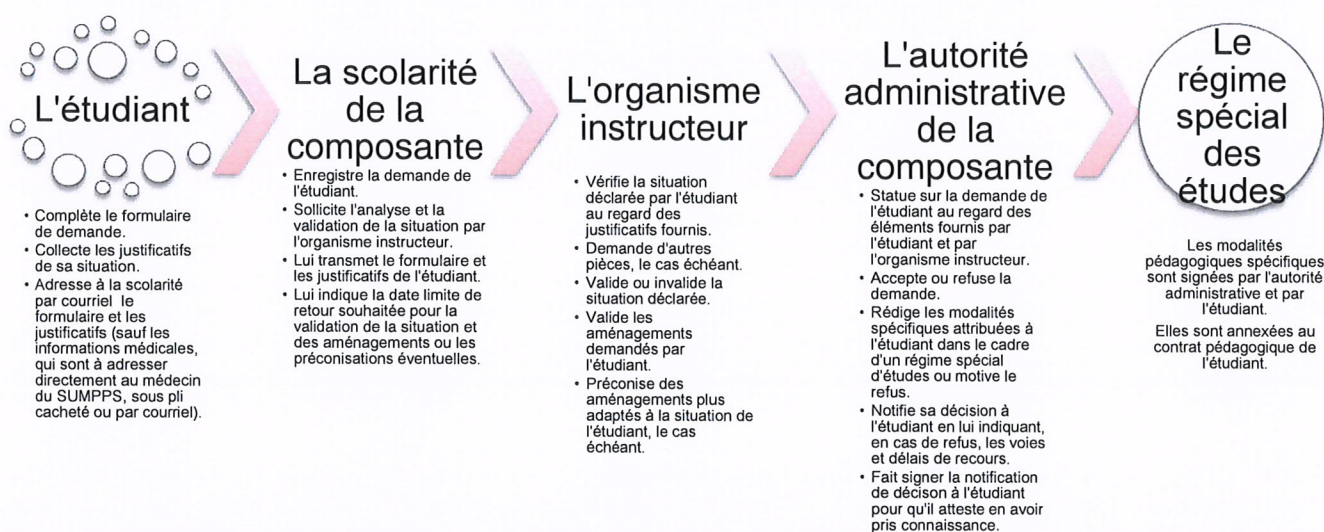 L'étudiant
• Complète le formulaire
de demande.
• Collecte les justificatifs
de sa situation.
• Adresse à la scolarité
par courriel le
formulaire et les
justificatifs (sauf les
informations médicales,
qui sont à adresser
directement au médecin
du SUMPPS, sous pli
cacheté ou par courriel).
La scolarité
de la
composante
• Enregistre la demande de
l'étudiant.
• Sollicite l'analyse et la
validation de la situation par
l'organisme instructeur.
• Lui transmet le formulaire et
les justificatifs de l'étudiant.
• Lui indique la date limite de
retour souhaitée pour la
validation de la situation et
des aménagements ou les
préconisations éventuelles.
L'organisme
instructeur
• Vérifie la situation
déclarée par l'étudiant
au regard des
justificatifs fournis.
• Demande d'autres
pièces, le cas échéant.
• Valide ou invalide la
situation déclarée.
• Valide les
aménagements
demandés par
l'étudiant.
• Préconise des
aménagements plus
adaptés à la situation de
l'étudiant, le cas
échéant.
L'autorité
administrative
de la
composante
• Statue sur la demande de
l'étudiant au regard des
éléments fournis par
l'étudiant et par
l'organisme instructeur.
• Accepte ou refuse la
demande.
• Rédige les modalités
spécifiques attribuées à
l'étudiant dans le cadre
d'un régime spécial
d'études ou motive le
refus.
• Notifie sa décision à
l'étudiant en lui indiquant,
en cas de refus, les voies
et délais de recours.
• Fait signer la notification
de décison à l'étudiant
pour qu'il atteste en avoir
pris connaissance.
Le
régime
spécial
des
études
Les modalités
pédagogiques spécifiques
sont signées par l'autorité
administrative et par
l'étudiant.
Elles sont annexées au
contrat pédagogique de
l'étudiant.